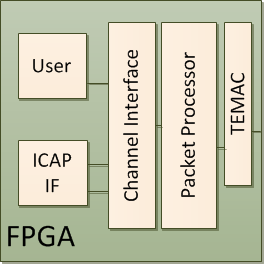 User
ICAP
IF
Channel Interface
Packet Processor
TEMAC
FPGA